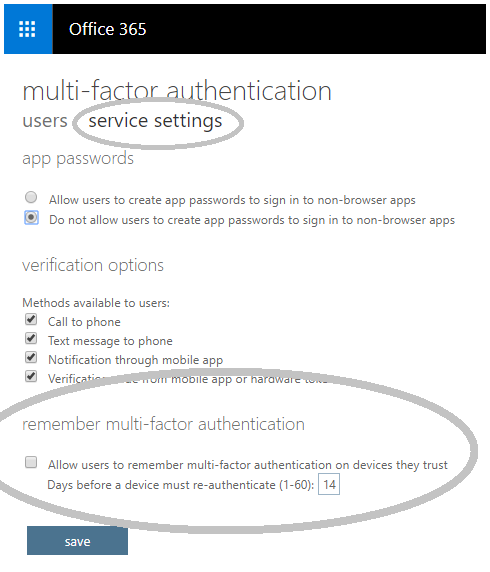 Office 365
multi-factor authentication
users service settings
app passwords
Allow users to create app passwords to sign in to non-browser apps
Do not allow users to create app passwords to sign in to non-browser apps
verification options
Methods available to users:
Call to phone
Text message to phone
Notification through mobile app
Verification from mobile app or hardware
remember multi-factor authentication
Allow users to remember multi-factor authentication on devices they trust
Days before a device must re-authenticate (1-60): 14
save